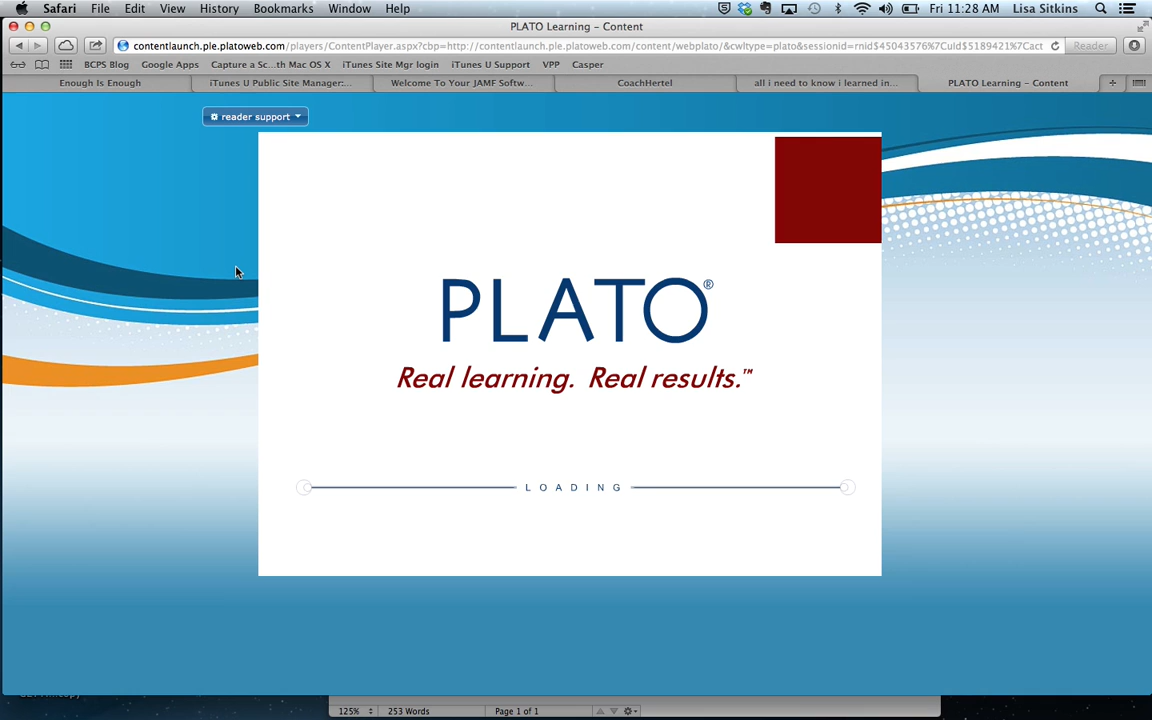 Safari File Edit View History Bookmarks Window Help Fri 11:28 AM Lisa Sitkins
PLATO Learning – Content
contentlaunch.ple.platoweb.com/players/ContentPlayer.aspx?cbp=http://contentlaunch.ple.platoweb.com/content/webplato/&cwltype=plato&sessionid=rnid$45043576%7Cuid$5189421%7Cact Reader
BCPS Blog Google Apps Capture a Sc...th Mac OS X iTunes Site Mgr login iTunes U Support VPP Casper
Enough Is Enough iTunes U Public Site Manager:... Welcome To Your JAMF Softw... CoachHertel all i need to know i learned in... PLATO Learning – Content
reader support
PLATO®
Real learning. Real results.™
LOADING
125% 253 Words Page 1 of 1